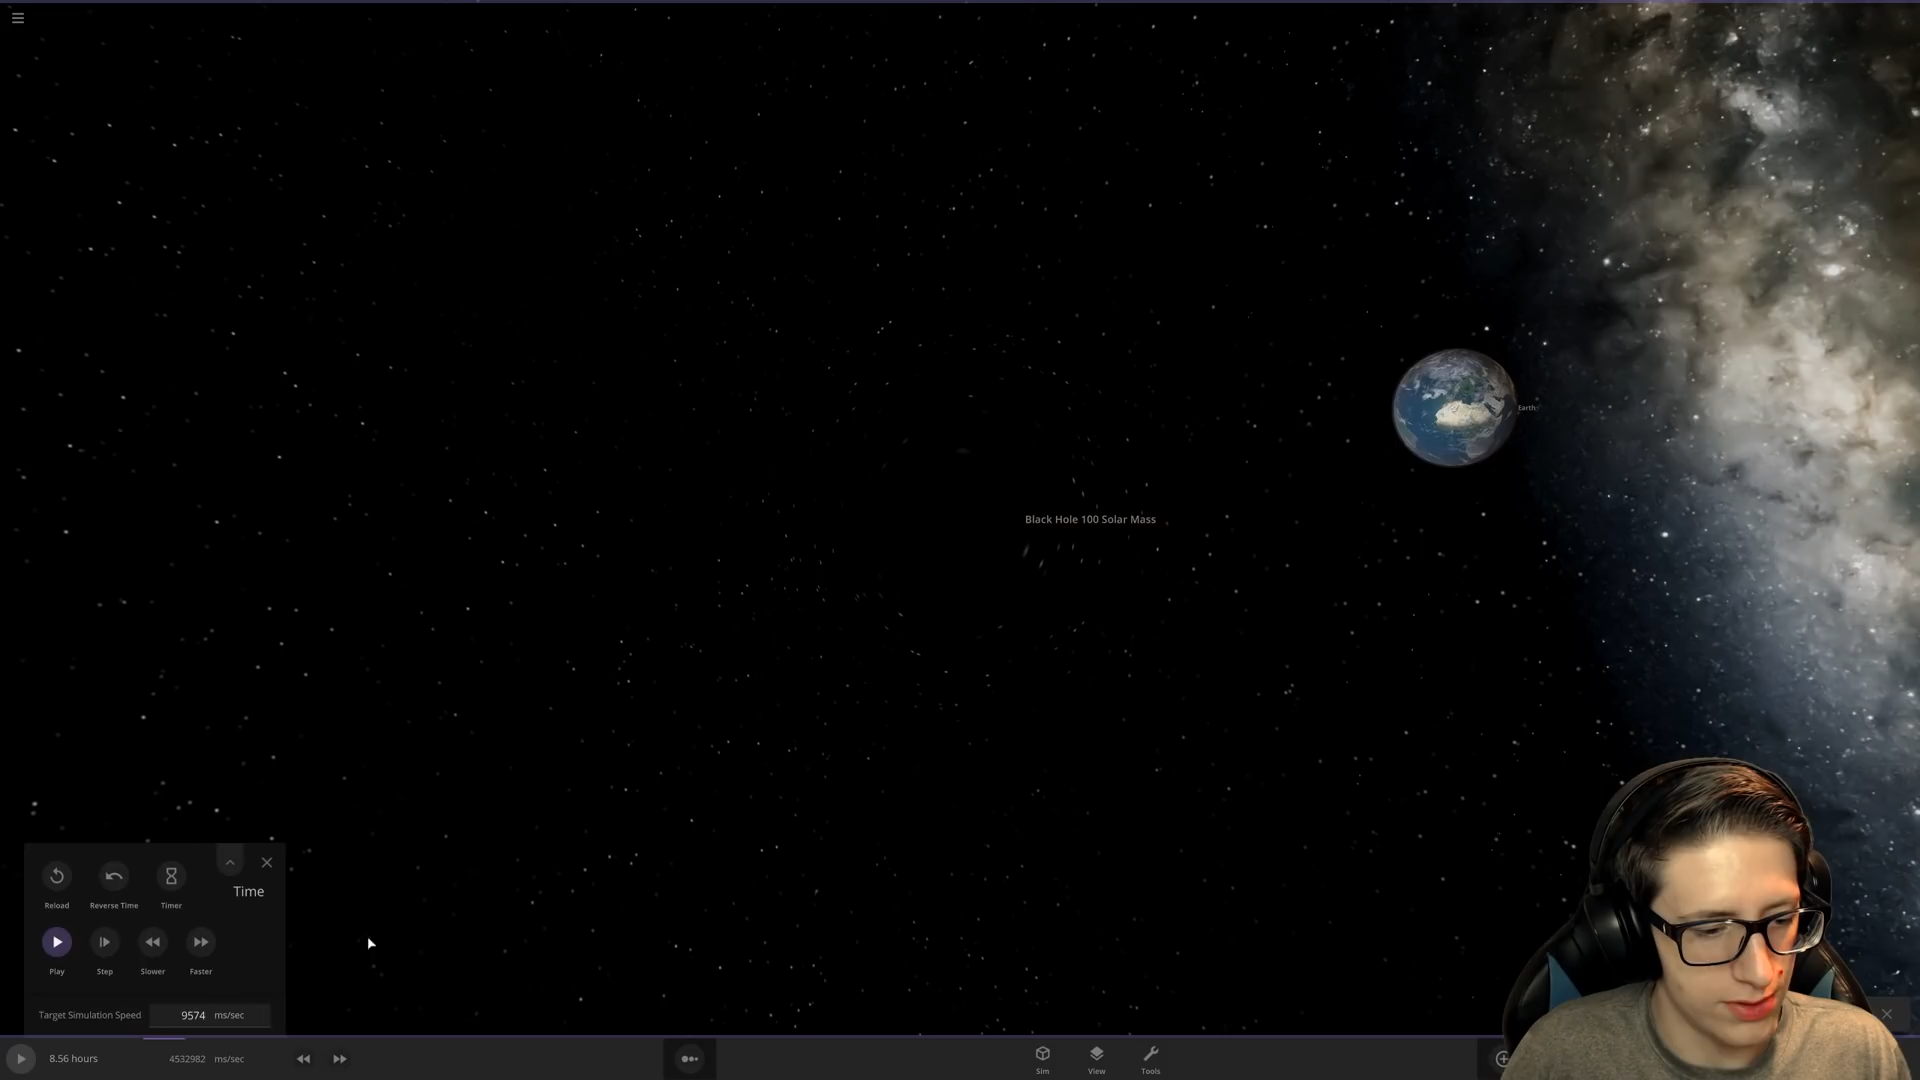 Earth
Black Hole 100 Solar Mass
Time
Reload
Reverse Time
Timer
Play
Step
Slower
Faster
Target Simulation Speed 9574 ms/sec
8.56 hours 4532982 ms/sec
Sim
View
Tools